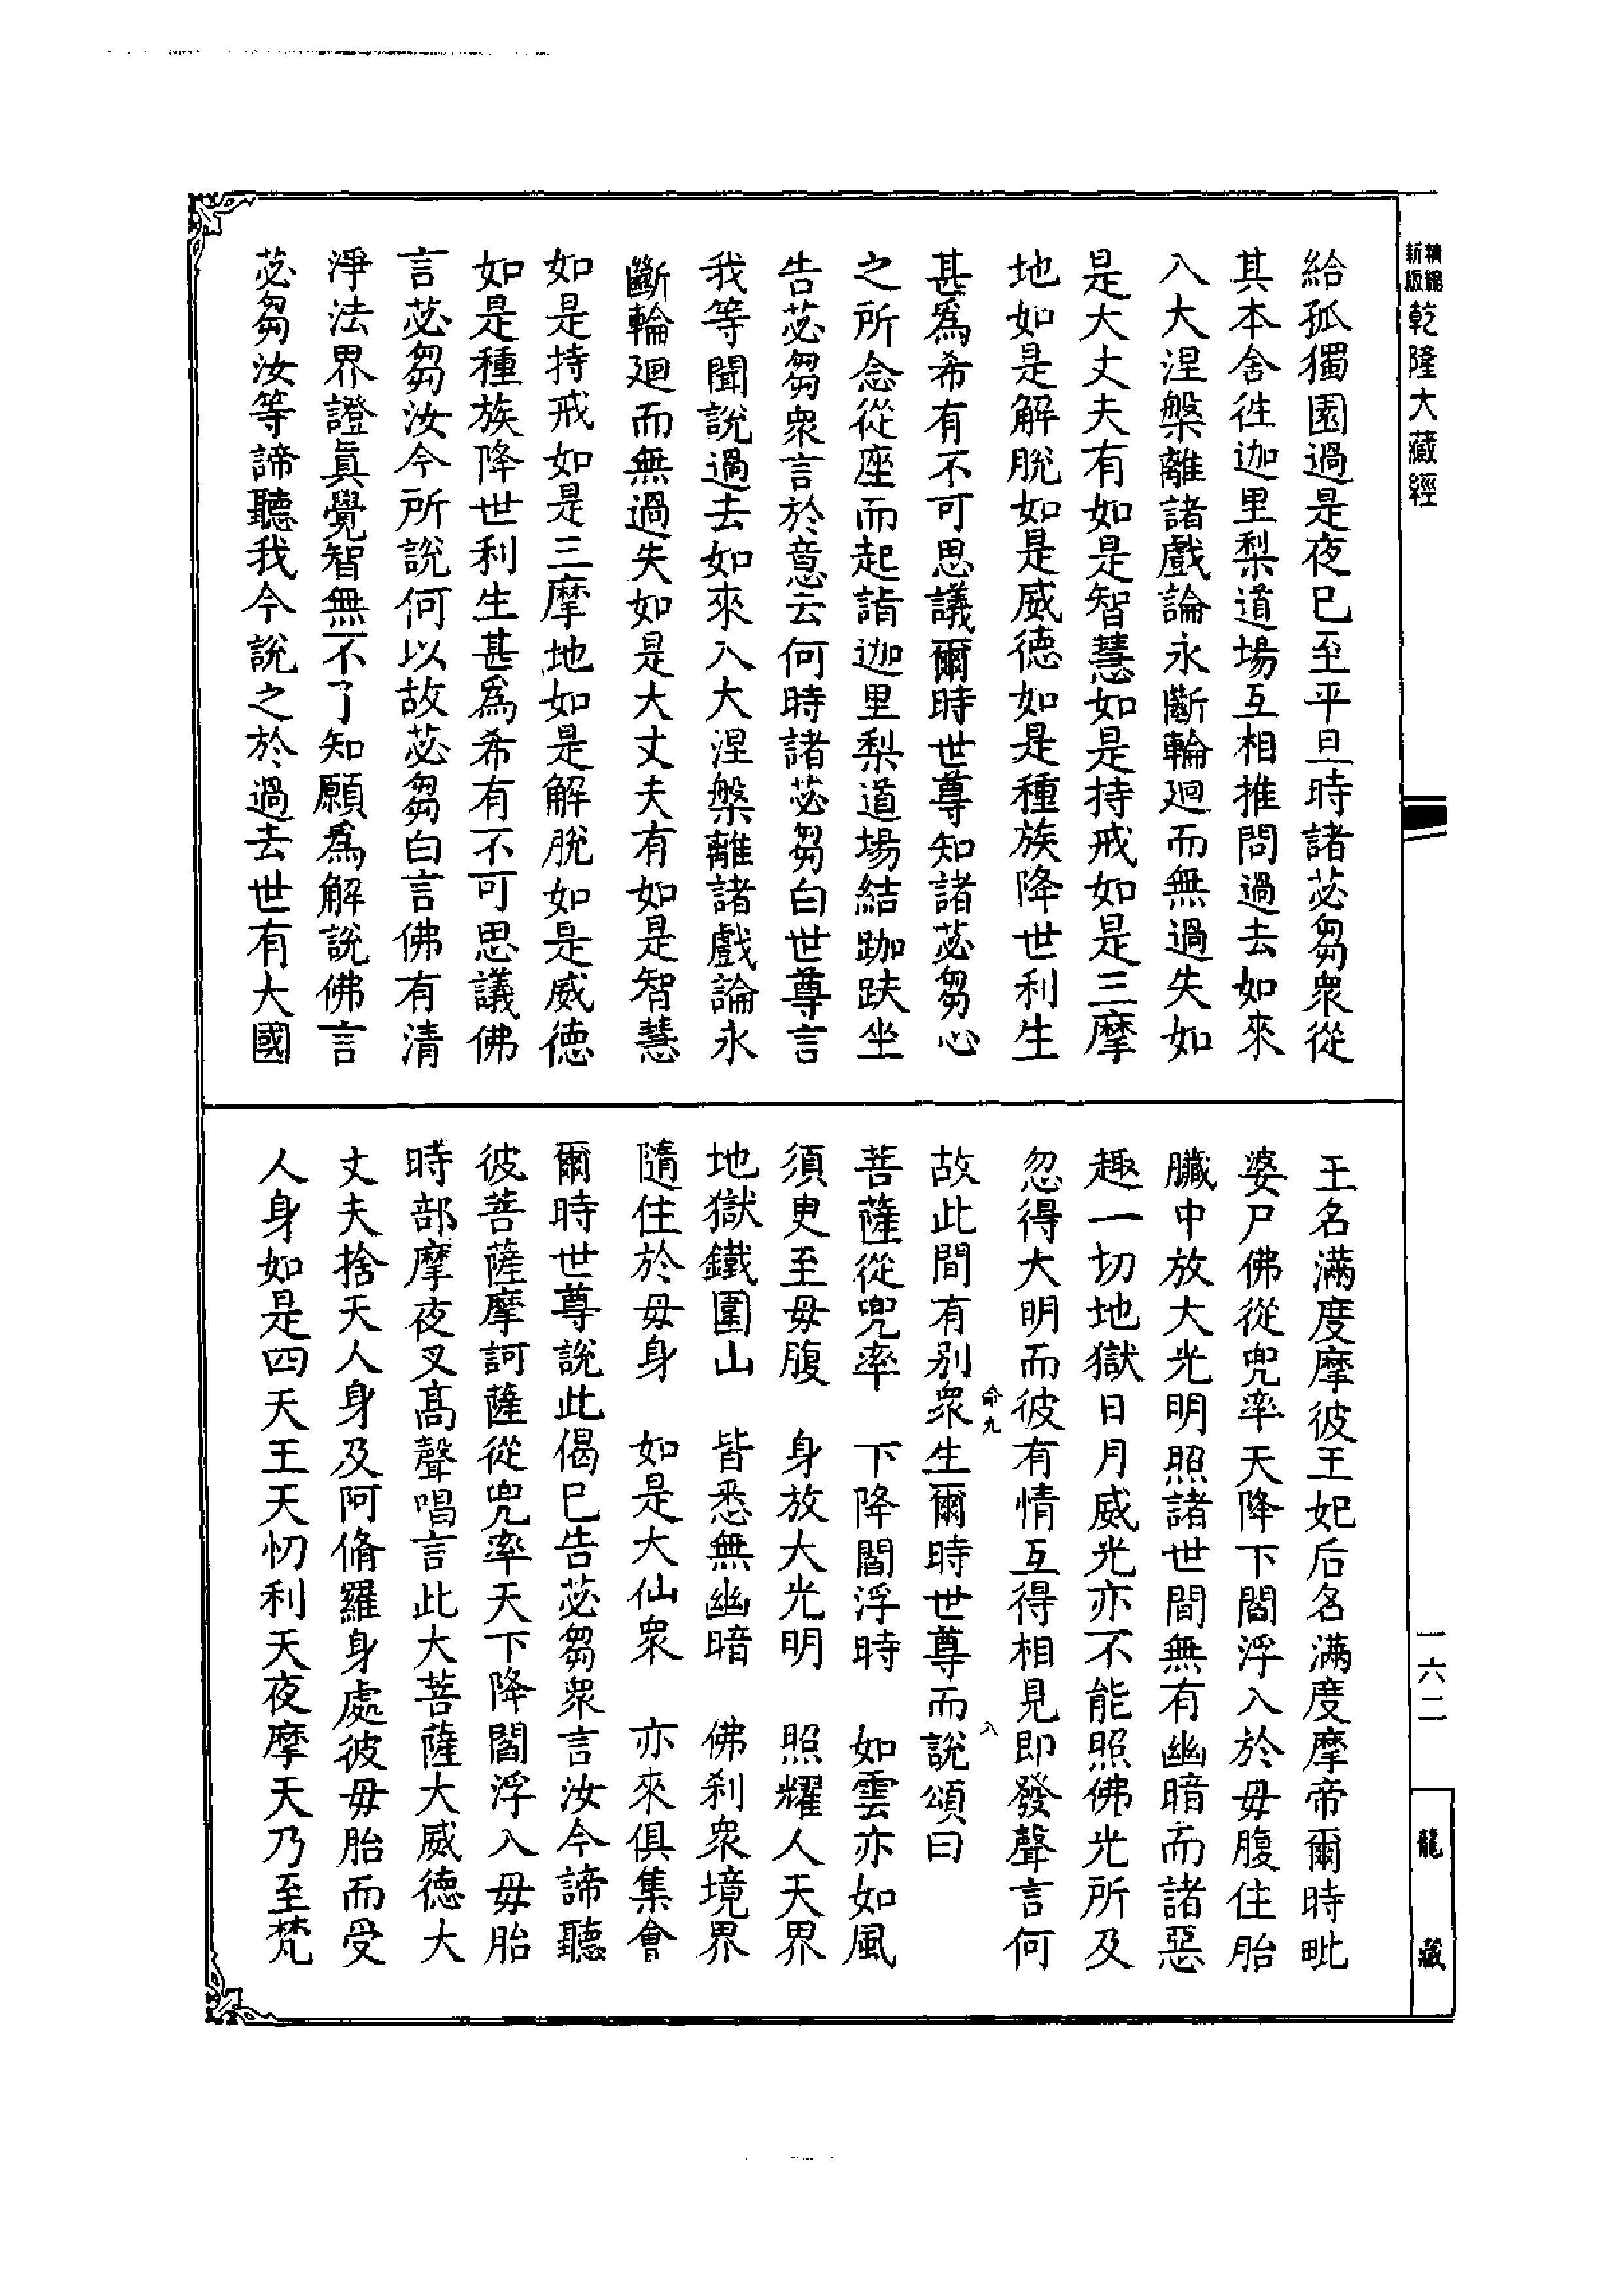 精縮新版乾隆大藏經
給孤獨園過是夜巳至平旦時諸苾芻眾從
其本舍徃迦里梨道場互相推問過去如來
入大涅槃離諸戲論永斷輪廻而無過失如
是大丈夫有如是智慧如是持戒如是三摩
地如是解脫如是威德如是種族降世利生
甚爲希有不可思議爾時世尊知諸苾芻心
之所念從座而起詣迦里梨道場結跏趺坐
告苾芻眾言於意云何時諸苾芻白世尊言
我等聞說過去如來入大涅槃離諸戲論永
斷輪廻而無過失如是大丈夫有如是智慧
如是持戒如是三摩地如是解脫如是威德
如是種族降世利生甚爲希有不可思議佛
言苾芻汝今所說何以故苾芻白言佛有清
淨法界證眞覺智無不了知願爲解說佛言
苾芻汝等諦聽我今說之於過去世有大國
王名滿度摩彼王妃后名滿度摩帝爾時毗
婆尸佛從兜率天降下閻浮入於毋腹住胎
臟中放大光明照諸世間無有幽暗而諸惡
趣一切地獄日月威光亦不能照佛光所及
忽得大明而彼有情互得相見即發聲言何
命九
八
故此間有別眾生爾時世尊而說頌曰
菩薩從兜率　下降閻浮時　如雲亦如風
須臾至毋腹　身放大光明　照耀人天界
地獄鐵圍山　皆悉無幽暗　佛刹眾境界
隨住於毋身　如是大仙眾　亦來俱集會
爾時世尊說此偈巳告苾芻眾言汝今諦聽
彼菩薩摩訶薩從兜率天下降閻浮入毋胎
時部摩夜叉高聲唱言此大菩薩大威德大
丈夫捨天人身及阿脩羅身處彼毋胎而受
人身如是四天王天忉利天夜摩天乃至梵
一六二
龍藏